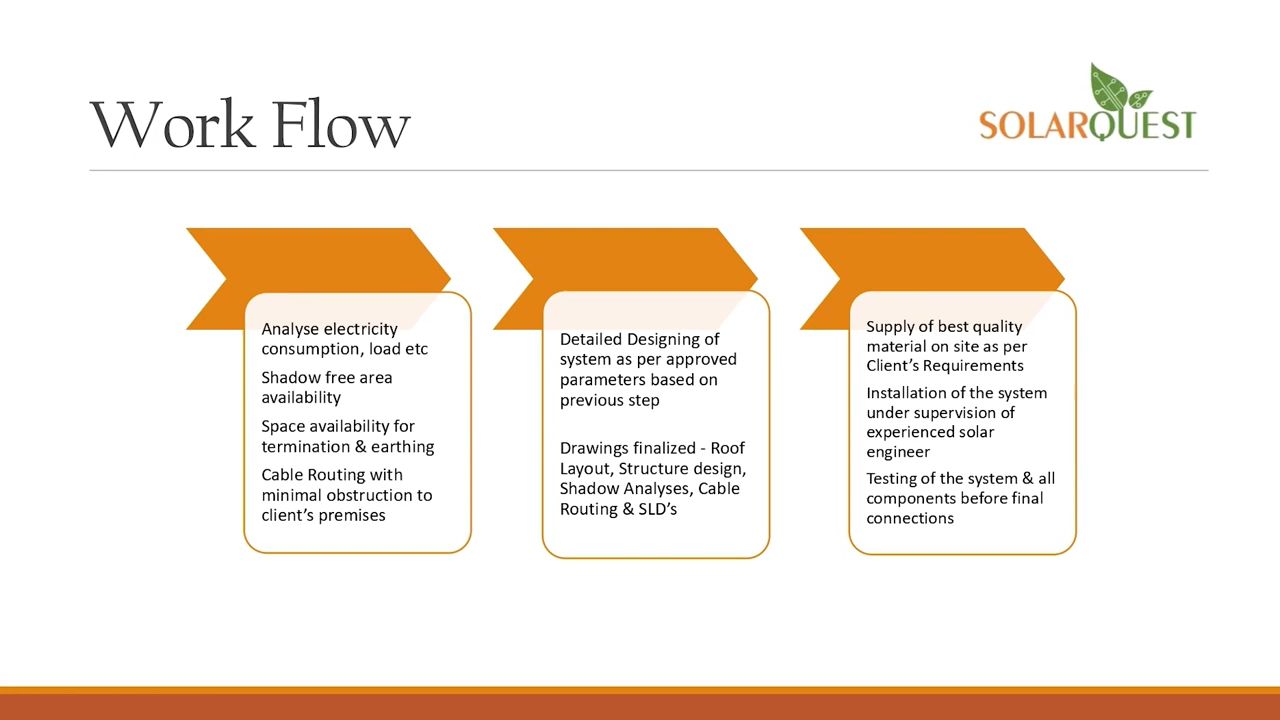 Work Flow
SOLARQUEST
Analyse electricity
consumption, load etc
Shadow free area
availability
Space availability for
termination & earthing
Cable Routing with
minimal obstruction to
client's premises
Detailed Designing of
system as per approved
parameters based on
previous step
Drawings finalized - Roof
Layout, Structure design,
Shadow Analyses, Cable
Routing & SLD's
Supply of best quality
material on site as per
Client's Requirements
Installation of the system
under supervision of
experienced solar
engineer
Testing of the system & all
components before final
connections